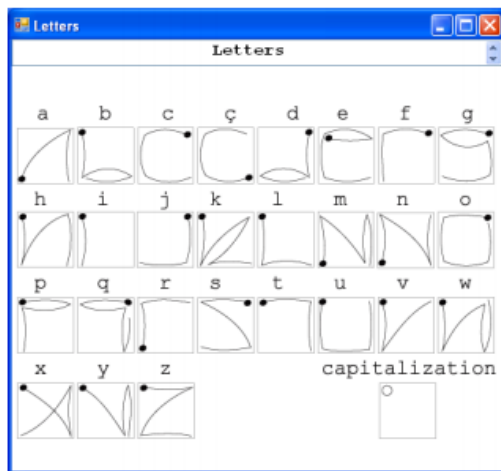 Letters
Letters
a b c ç d e f g
h i j k l m n o
p q r s t u v w
x y z capitalization